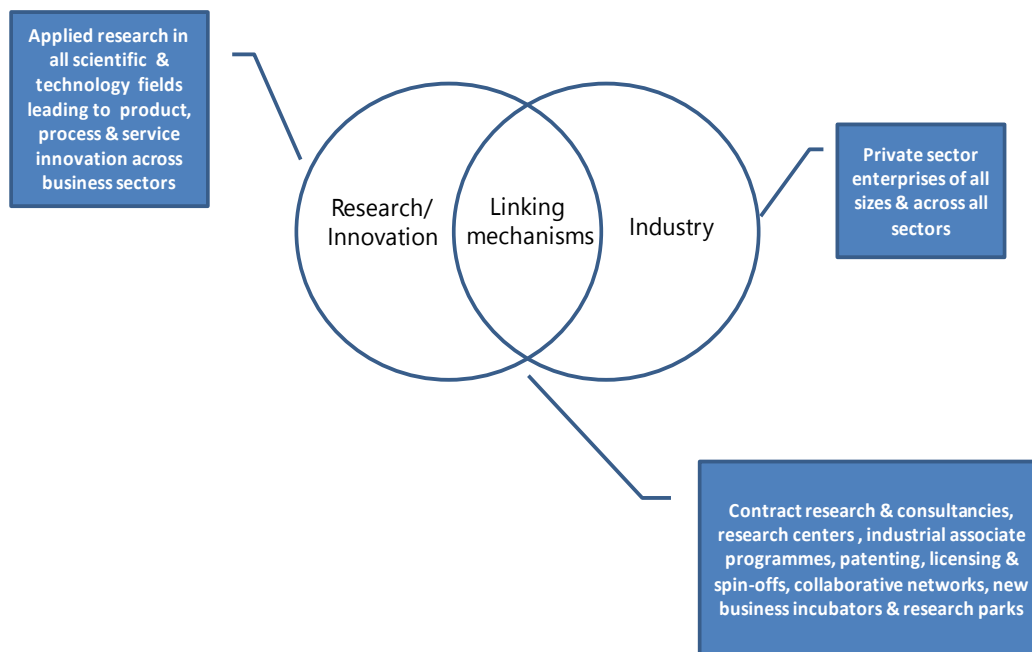 Applied research in
all scientific & 
technology fields
leading to product,
process & service
innovation across
business sectors
Research/
Innovation
Linking
mechanisms
Industry
Private sector
enterprises of all
sizes & across all
sectors
Contract research & consultancies,
research centers , industrial associate
programmes, patenting, licensing &
spin-offs, collaborative networks, new
business incubators & research parks